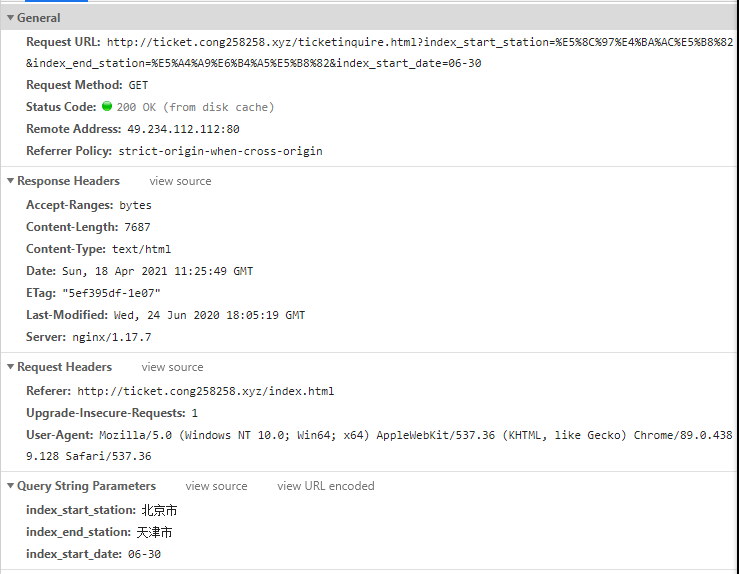 General
Request URL: http://ticket.cong258258.xyz/ticketinquire.html?index_start_station=%E5%8C%97%E4%BA%AC%E5%B8%82
&index_end_station=%E5%A4%A9%E6%B4%A5%E5%B8%82&index_start_date=06-30
Request Method: GET
Status Code: 200 OK (from disk cache)
Remote Address: 49.234.112.112:80
Referrer Policy: strict-origin-when-cross-origin
Response Headers view source
Accept-Ranges: bytes
Content-Length: 7687
Content-Type: text/html
Date: Sun, 18 Apr 2021 11:25:49 GMT
ETag: "5ef395df-1e07"
Last-Modified: Wed, 24 Jun 2020 18:05:19 GMT
Server: nginx/1.17.7
Request Headers view source
Referer: http://ticket.cong258258.xyz/index.html
Upgrade-Insecure-Requests: 1
User-Agent: Mozilla/5.0 (Windows NT 10.0; Win64; x64) AppleWebKit/537.36 (KHTML, like Gecko) Chrome/89.0.438
9.128 Safari/537.36
Query String Parameters view source view URL encoded
index_start_station: 北京市
index_end_station: 天津市
index_start_date: 06-30